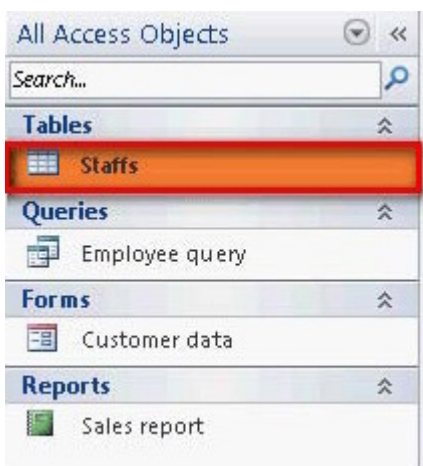 All Access Objects
Search...
Tables
Staffs
Queries
Employee query
Forms
Customer data
Reports
Sales report